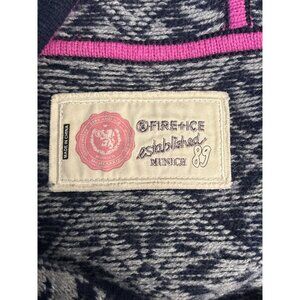 MADE IN CHINA
FIRE+ICE
established
MUNICH 89